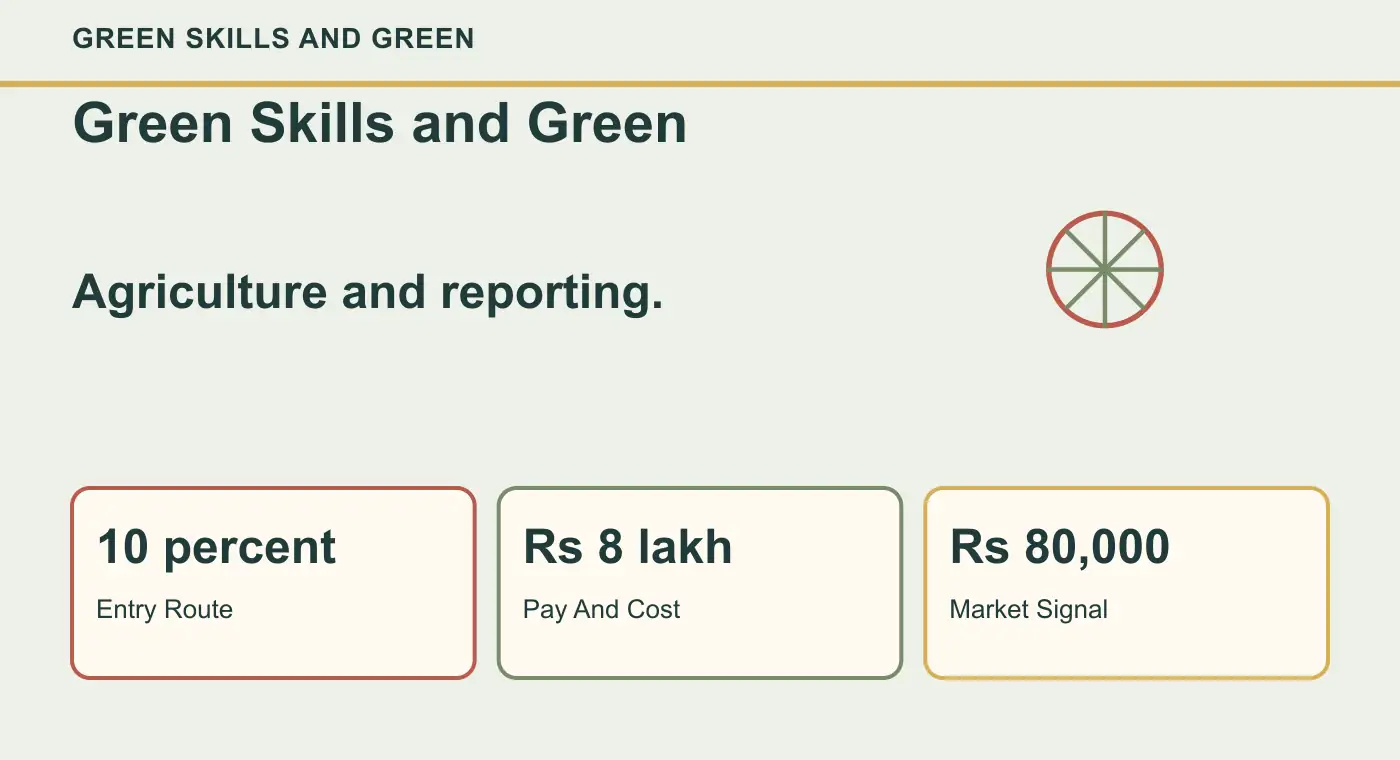 GREEN SKILLS AND GREEN
Green Skills and Green
Agriculture and reporting.
10 percent
Entry Route
Rs 8 lakh
Pay And Cost
Rs 80,000
Market Signal